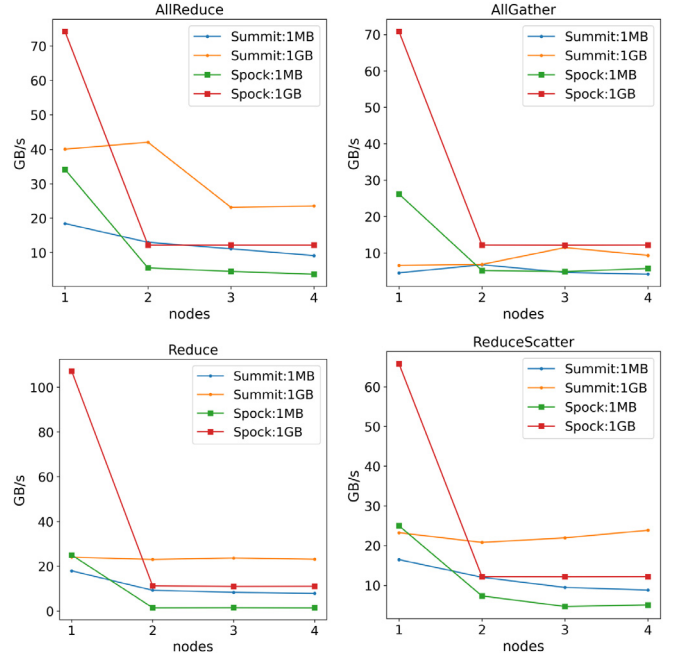 AllReduce
Summit:1MB
Summit:1GB
Spock:1MB
Spock:1GB
70
60
50
40
30
20
10
GB/s
1 2 3 4
nodes
AllGather
Summit:1MB
Summit:1GB
Spock:1MB
Spock:1GB
70
60
50
40
30
20
10
GB/s
1 2 3 4
nodes
Reduce
Summit:1MB
Summit:1GB
Spock:1MB
Spock:1GB
100
80
60
40
20
0
GB/s
1 2 3 4
nodes
ReduceScatter
Summit:1MB
Summit:1GB
Spock:1MB
Spock:1GB
60
50
40
30
20
10
GB/s
1 2 3 4
nodes